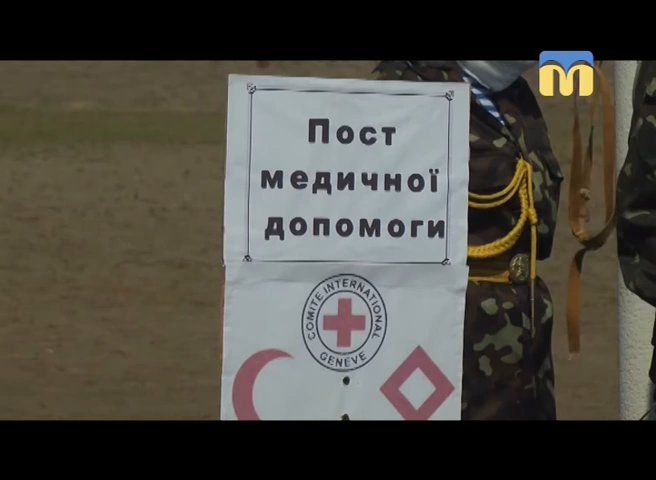 Пост
медичної
допомоги
COMITE INTERNATIONAL
GENEVE
M